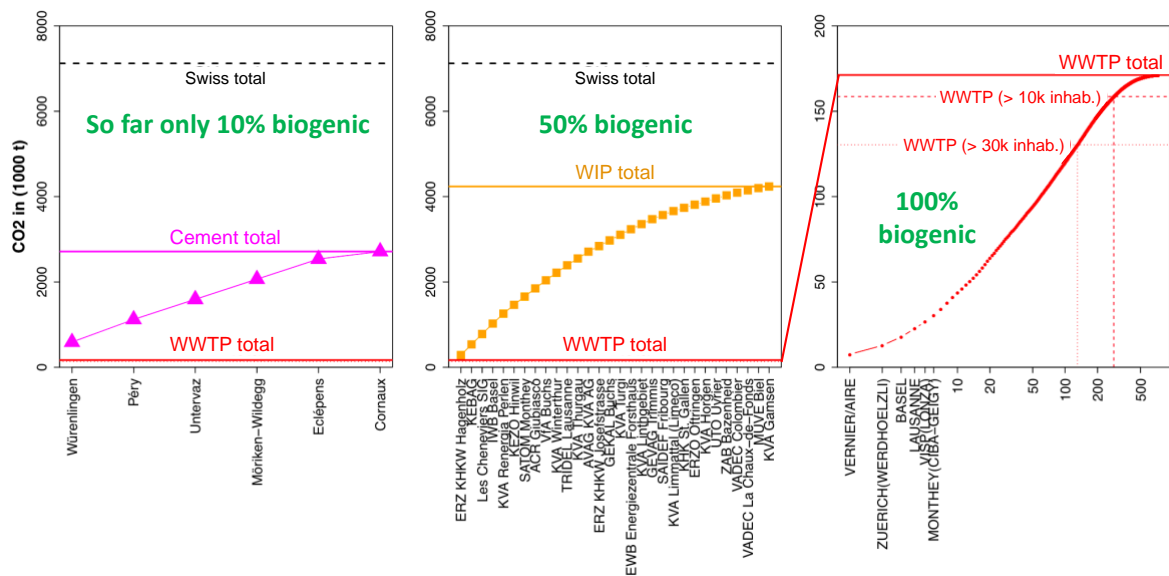 CO2 in (1000 t)
8000
6000
4000
2000
0
Swiss total
So far only 10% biogenic
Cement total
WWTP total
Würenlingen
Péry
Untervaz
Möriken–Wildegg
Eclépens
Cornaux
8000
6000
4000
2000
0
Swiss total
50% biogenic
WIP total
WWTP total
ERZ KHKW Hagenholz
KEBAG
Les Cheneviers SIG
IWB Basel
KVA Renergia Perlen
KEZO Hinwil
SATOM Monthey
ACR Giubiasco
VfA Buchs
KVA Winterthur
TRIDEL Lausanne
KVA Thurgau
AVAG KVA AG
ERZ KHKW Josefstrasse
GEKAL Buchs
KVA Turgi
EWB Energiezentrale Forsthaus
KVA Linthgebiet
GEVAG Trimmis
SAIDEF Fribourg
KVA Limmattal (Limeco)
KHK St. Gallen
ERZO Oftringen
KVA Horgen
UTO Uvrier
ZAB Bazenheid
VADEC Colombier
VADEC La Chaux–de–Fonds
MÜVE Biel
KVA Gamsen
200
150
100
50
0
WWTP total
WWTP (> 10k inhab.)
WWTP (> 30k inhab.)
100%
biogenic
10
20
50
100
200
500
VERNIER/AIRE
ZUERICH(WERDHOELZLI)
BASEL
LAUSANNE
VISP(LONZA)
MONTHEY(CIBA–GEIGY)